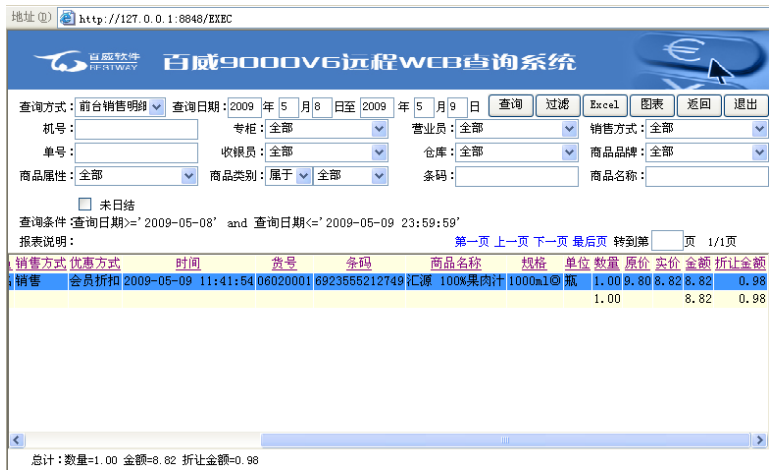 地址(D) http://127.0.0.1:8848/EXEC
百威软件 BESTWAY 百威9000V6远程WEB查询系统
查询方式:前台销售明细 查询日期:2009 年 5 月 8 日至 2009 年 5 月 9 日 查询 过滤 Excel 图表 返回 退出
机号: 专柜:全部 营业员:全部 销售方式:全部
单号: 收银员:全部 仓库:全部 商品品牌:全部
商品属性:全部 商品类别:属于 全部 条码: 商品名称:
未日结
查询条件:查询日期>='2009-05-08' and 查询日期<='2009-05-09 23:59:59'
报表说明: 第一页 上一页 下一页 最后页 转到第 页 1/1页
销售方式 优惠方式 时间 货号 条码 商品名称 规格 单位 数量 原价 实价 金额 折让金额
销售 会员折扣 2009-05-09 11:41:54 06020001 6923555212749 汇源 100%果肉汁 1000ml◎ 瓶 1.00 9.80 8.82 8.82 0.98
1.00 8.82 0.98
总计:数量=1.00 金额=8.82 折让金额=0.98